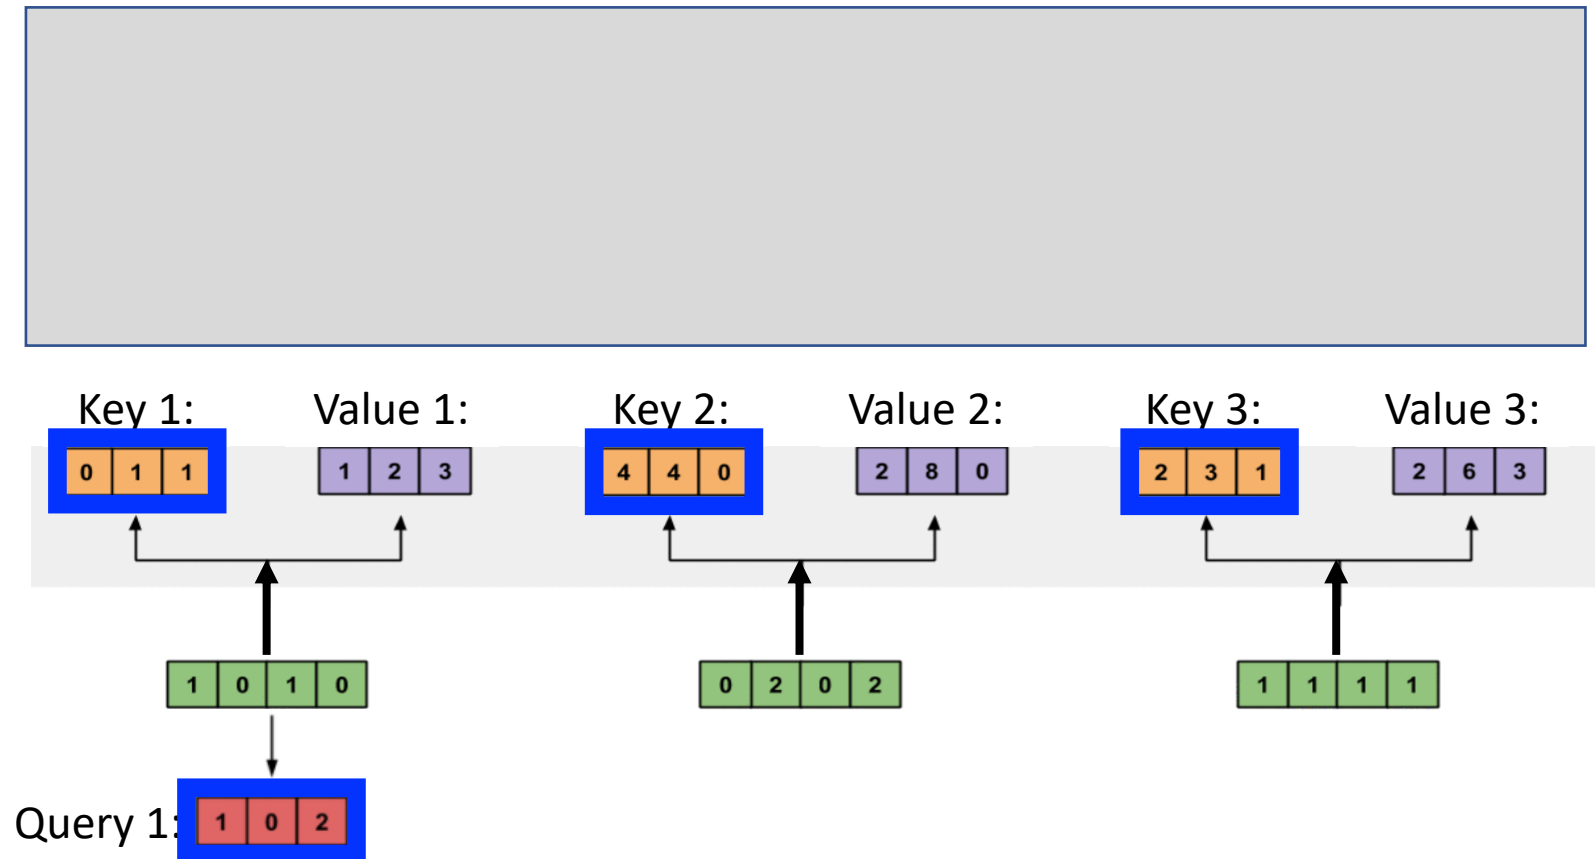 Key 1: Value 1: Key 2: Value 2: Key 3: Value 3:
0 1 1 1 2 3 4 4 0 2 8 0 2 3 1 2 6 3
1 0 1 0 0 2 0 2 1 1 1 1
Query 1: 1 0 2